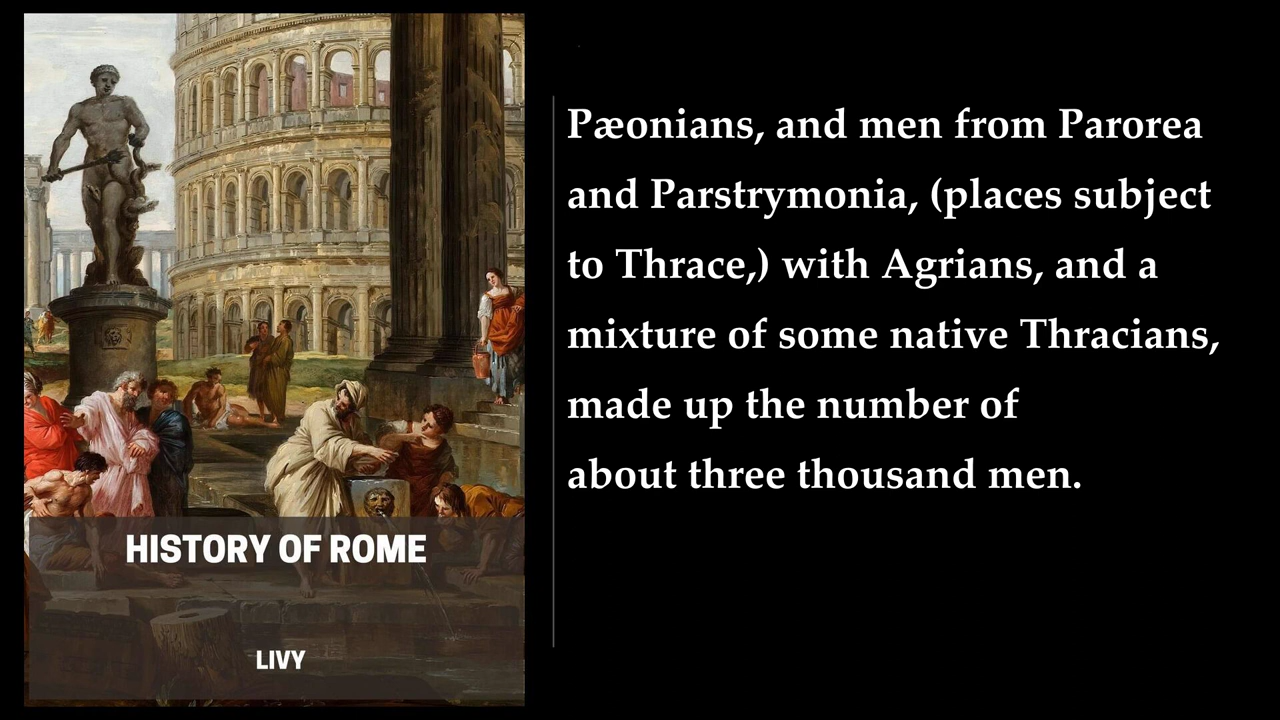 HISTORY OF ROME
LIVY
Pæonians, and men from Parorea
and Parstrymonia, (places subject
to Thrace,) with Agrians, and a
mixture of some native Thracians,
made up the number of
about three thousand men.